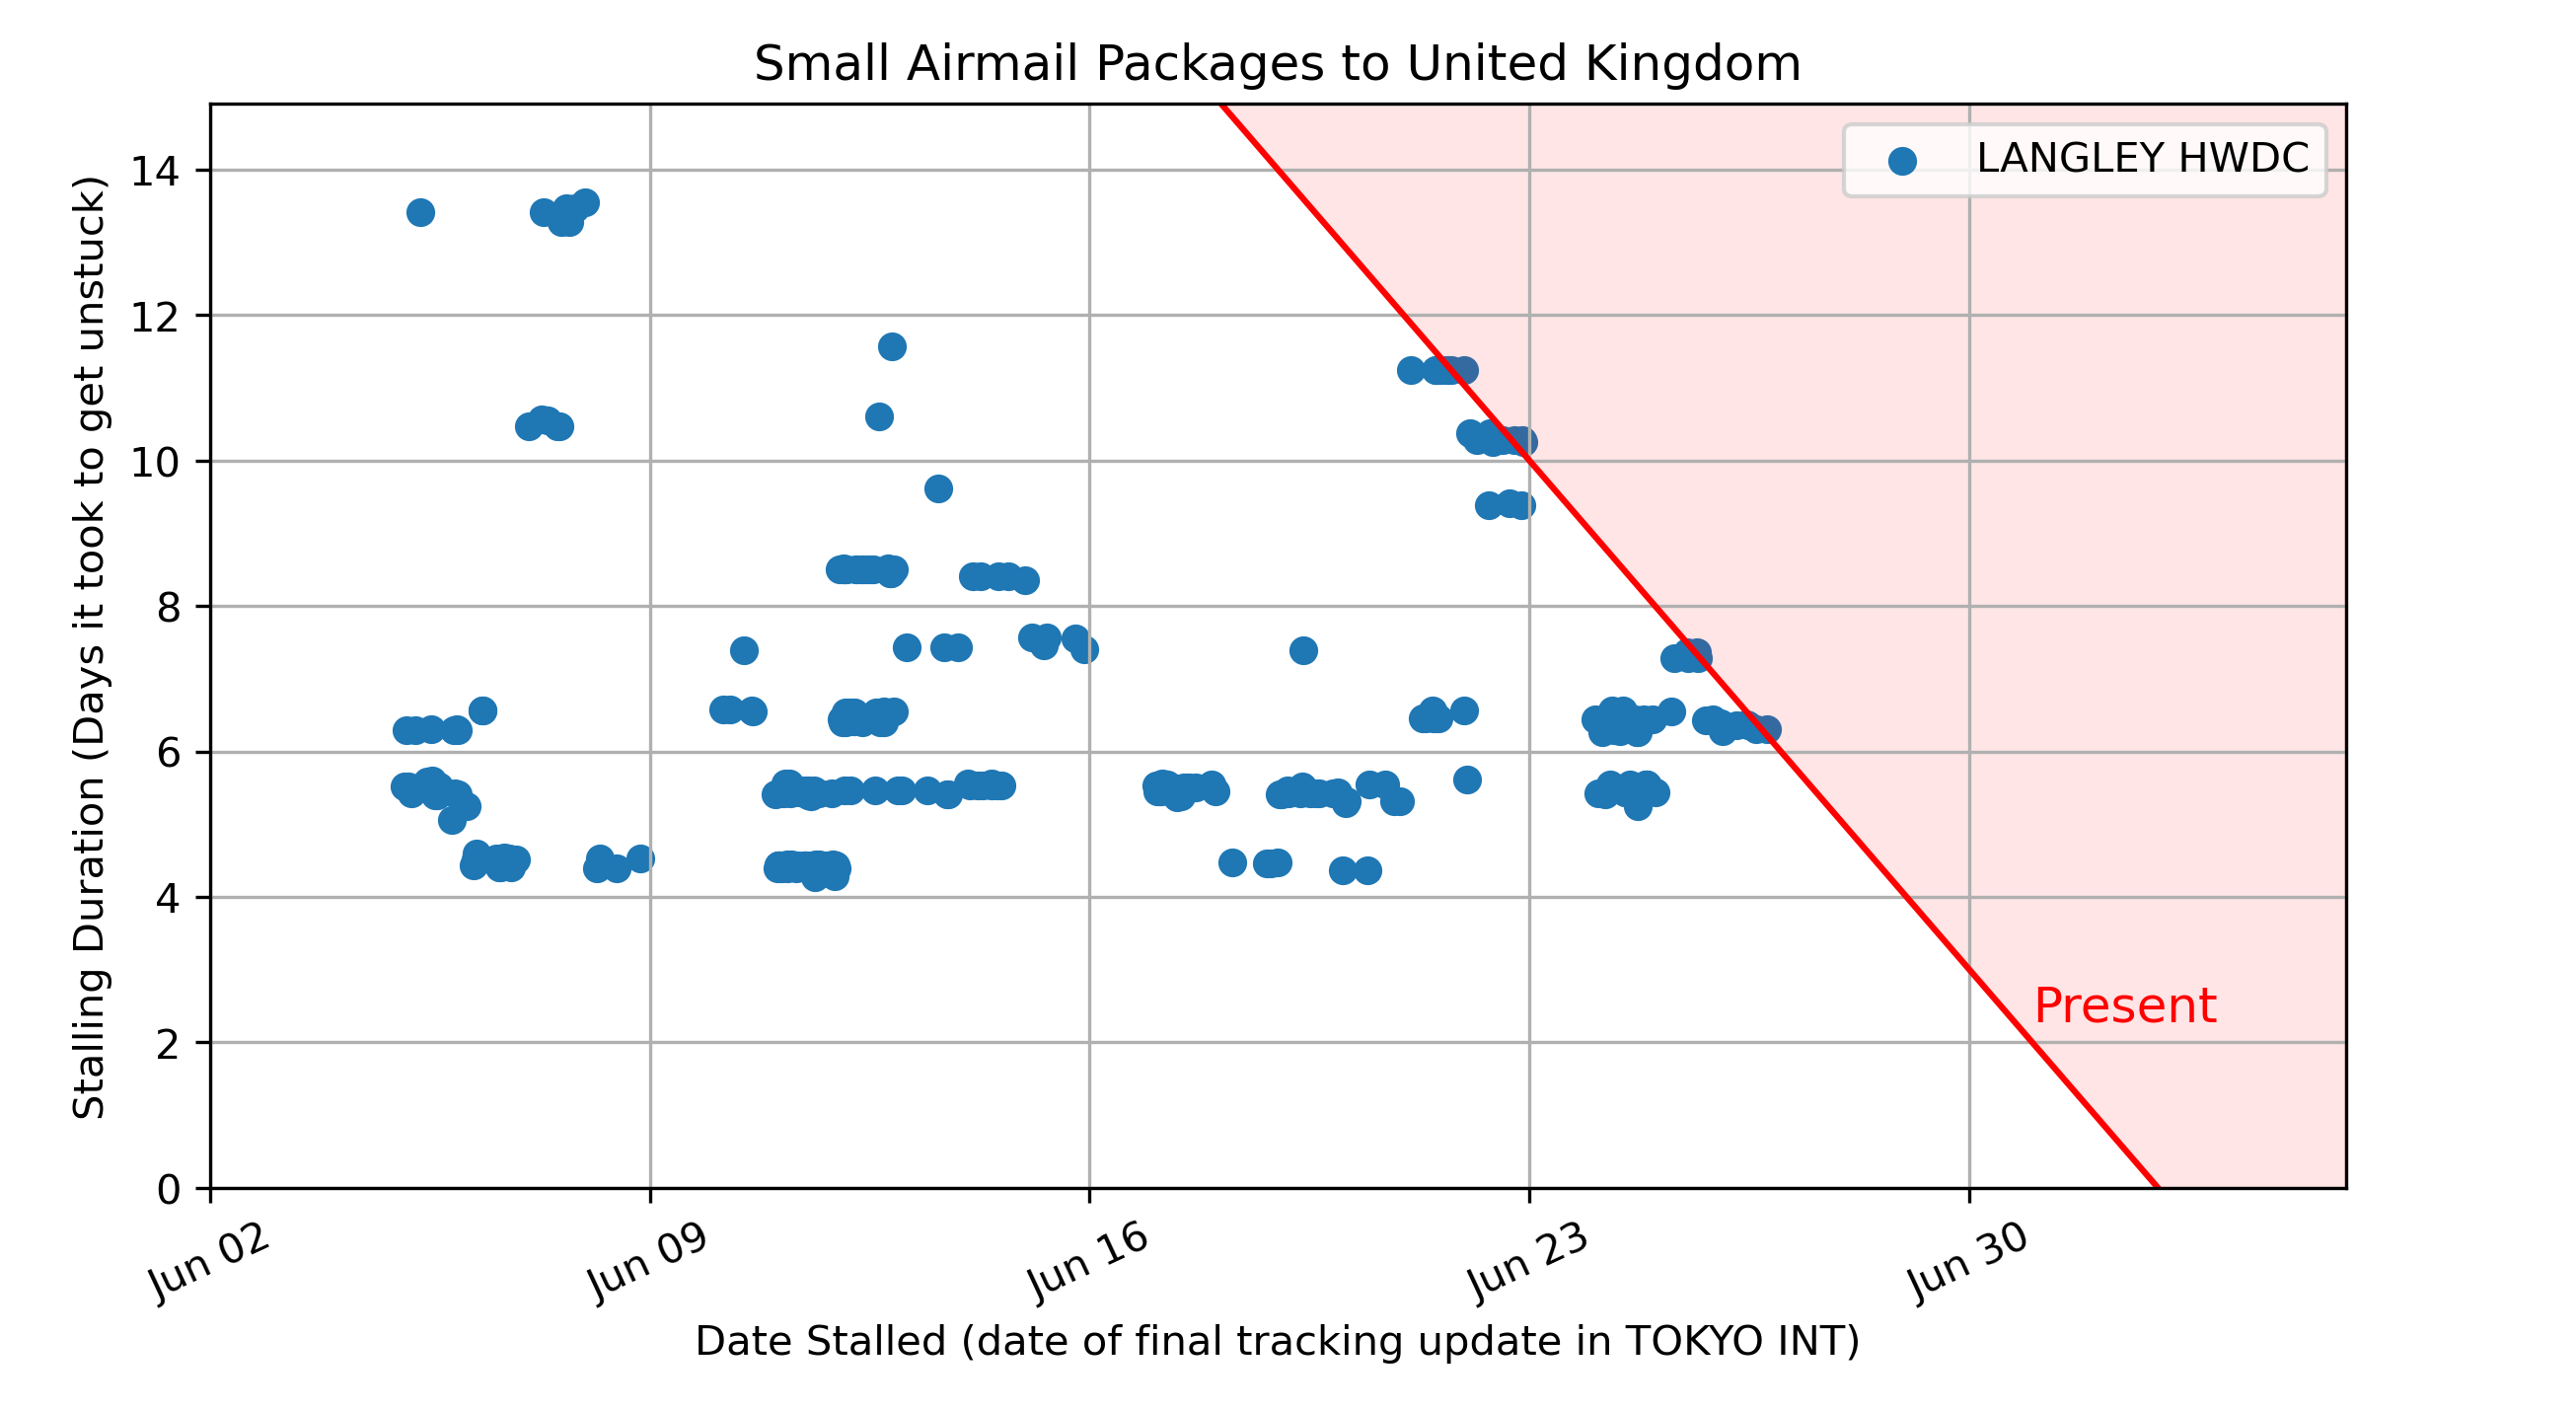 Small Airmail Packages to United Kingdom
LANGLEY HWDC
Stalling Duration (Days it took to get unstuck)
14
12
10
8
6
4
2
0
Present
Jun 02
Jun 09
Jun 16
Jun 23
Jun 30
Date Stalled (date of final tracking update in TOKYO INT)